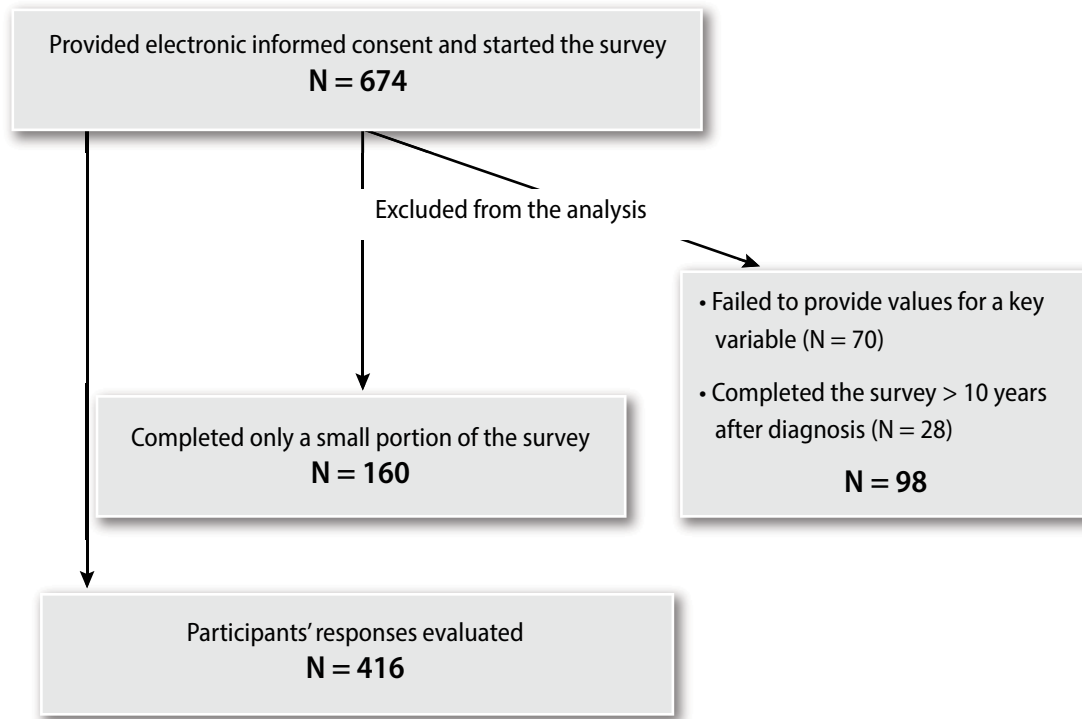 Provided electronic informed consent and started the survey
N = 674
Excluded from the analysis
• Failed to provide values for a key
variable (N = 70)
• Completed the survey > 10 years
after diagnosis (N = 28)
N = 98
Completed only a small portion of the survey
N = 160
Participants’ responses evaluated
N = 416